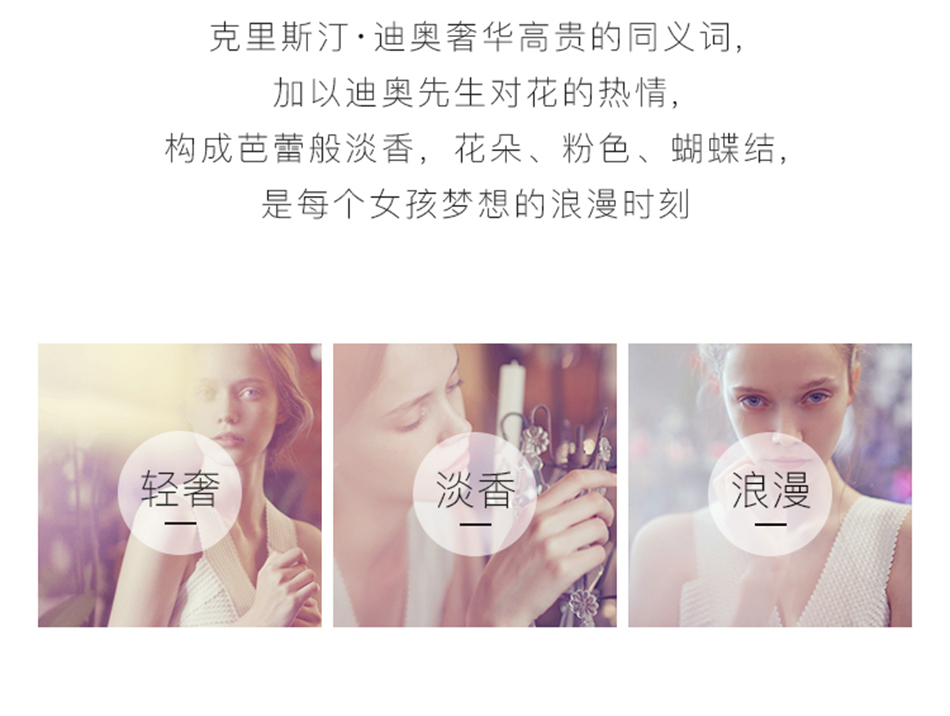 克里斯汀·迪奥奢华高贵的同义词,
加以迪奥先生对花的热情,
构成芭蕾般淡香, 花朵、粉色、蝴蝶结,
是每个女孩梦想的浪漫时刻
轻奢
淡香
浪漫